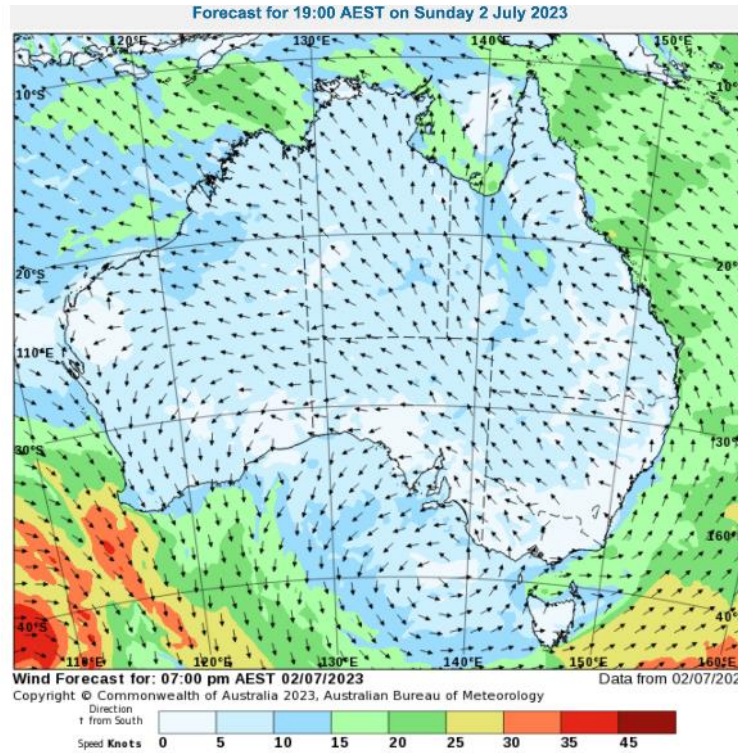 Forecast for 19:00 AEST on Sunday 2 July 2023
120°E 130°E 140°E 150°E
10°S 10°
20°S 20°
110°E
30°S 30°
160°
40°S 40°
110°E 120°E 130°E 140°E 150°E 160°E
Wind Forecast for: 07:00 pm AEST 02/07/2023 Data from 02/07/202
Copyright © Commonwealth of Australia 2023, Australian Bureau of Meteorology
Direction
↑ from South
Speed Knots 0 5 10 15 20 25 30 35 45